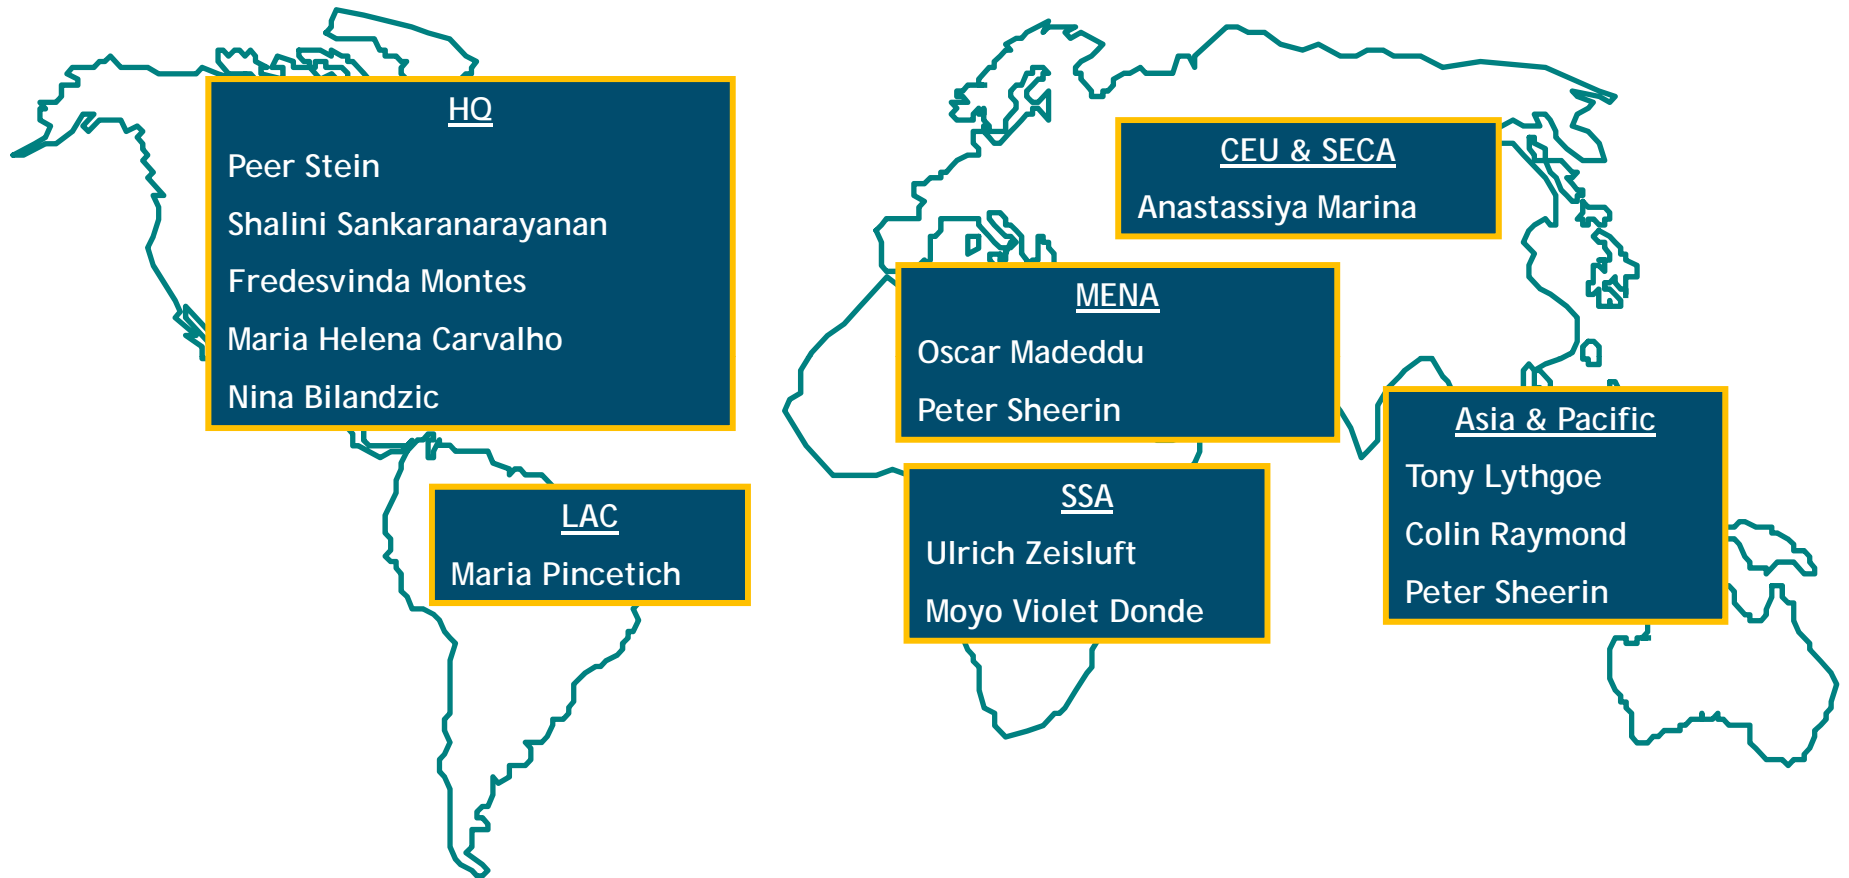 HQ
Peer Stein
Shalini Sankaranarayanan
Fredesvinda Montes
Maria Helena Carvalho
Nina Bilandzic
LAC
Maria Pincetich
CEU & SECA
Anastassiya Marina
MENA
Oscar Madeddu
Peter Sheerin
SSA
Ulrich Zeisluft
Moyo Violet Donde
Asia & Pacific
Tony Lythgoe
Colin Raymond
Peter Sheerin